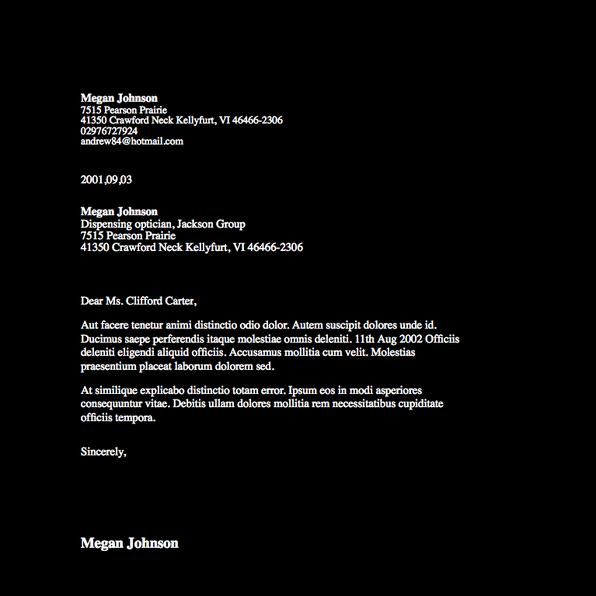 Megan Johnson
7515 Pearson Prairie
41350 Crawford Neck Kellyfurt, VI 46466-2306
02976727924
andrew84@hotmail.com
2001,09,03
Megan Johnson
Dispensing optician, Jackson Group
7515 Pearson Prairie
41350 Crawford Neck Kellyfurt, VI 46466-2306
Dear Ms. Clifford Carter,
Aut facere tenetur animi distinctio odio dolor. Autem suscipit dolores unde id.
Ducimus saepe perferendis itaque molestiae omnis deleniti. 11th Aug 2002 Officiis
deleniti eligendi aliquid officiis. Accusamus mollitia cum velit. Molestias
praesentium placeat laborum dolorem sed.
At similique explicabo distinctio totam error. Ipsum eos in modi asperiores
consequuntur vitae. Debitis ullam dolores mollitia rem necessitatibus cupiditate
officiis tempora.
Sincerely,
Megan Johnson